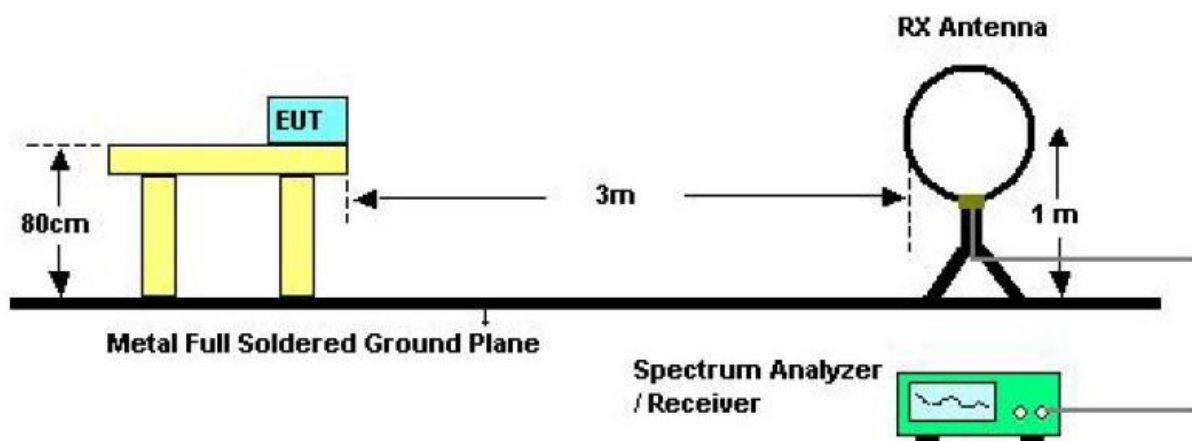 RX Antenna
EUT
80cm
3m
1 m
Metal Full Soldered Ground Plane
Spectrum Analyzer
/ Receiver